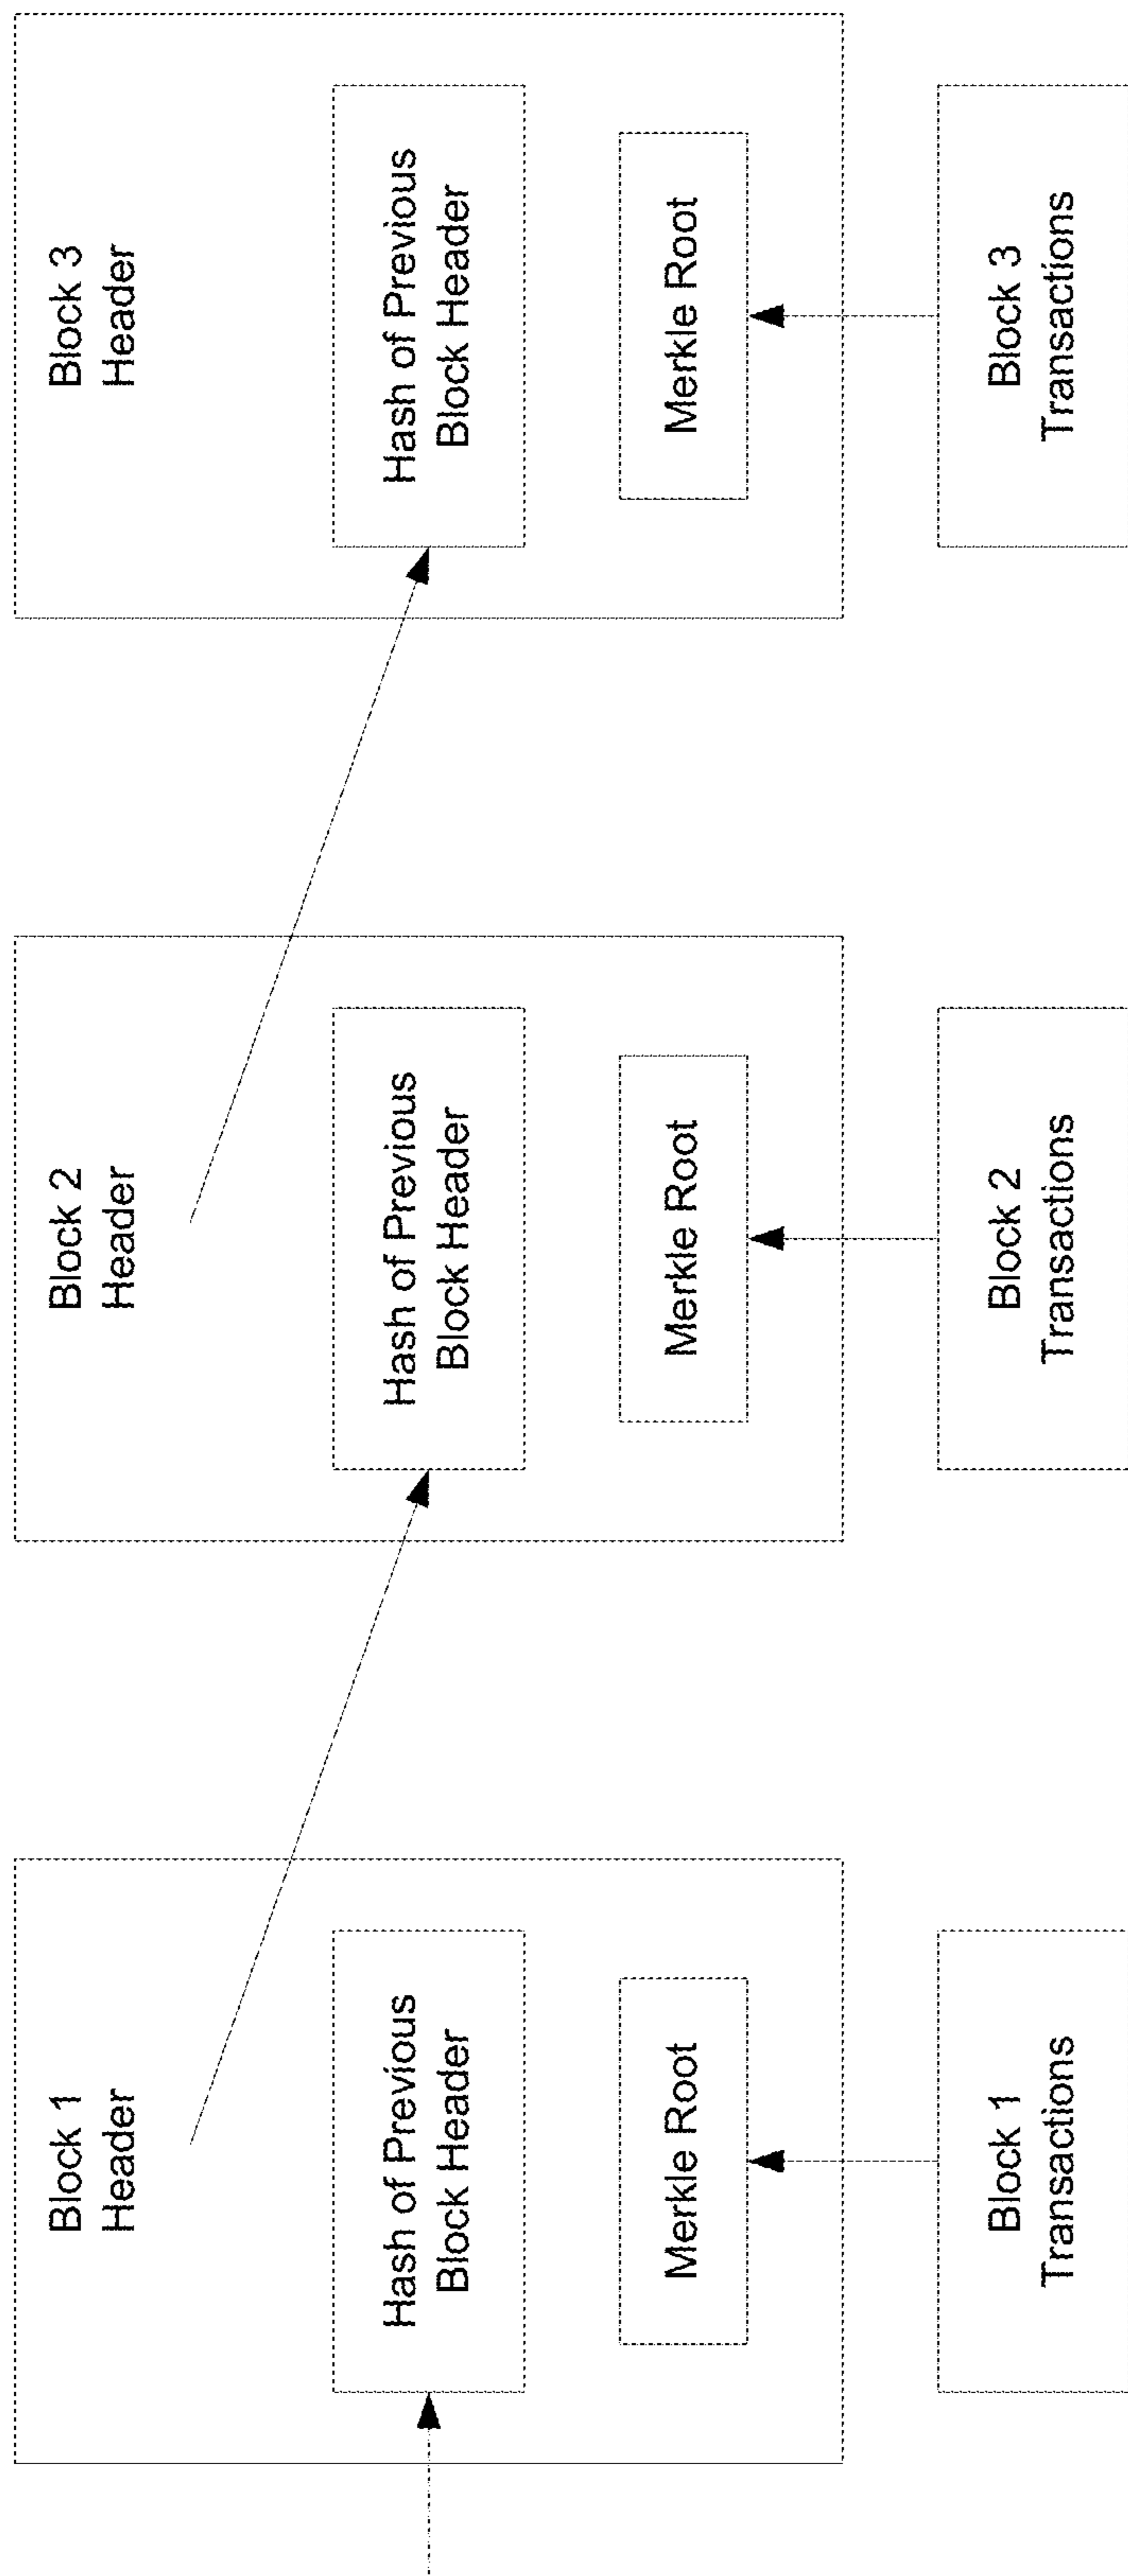 Block 1
Header
Hash of Previous
Block Header
Merkle Root
Block 1
Transactions
Block 2
Header
Hash of Previous
Block Header
Merkle Root
Block 2
Transactions
Block 3
Header
Hash of Previous
Block Header
Merkle Root
Block 3
Transactions